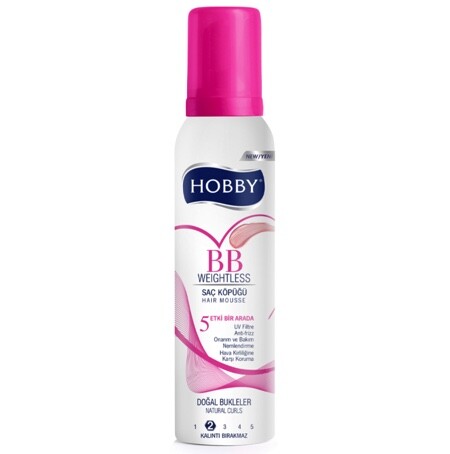 NEW/YENİ
HOBBY®
BB
WEIGHTLESS
SAÇ KÖPÜĞÜ
HAIR MOUSSE
5 ETKİ BİR ARADA
UV Filtre
Anti-frizz
Onarım ve Bakım
Nemlendirme
Hava Kirliliğine
Karşı Koruma
DOĞAL BUKLELER
NATURAL CURLS
1 2 3 4 5
KALINTI BIRAKMAZ